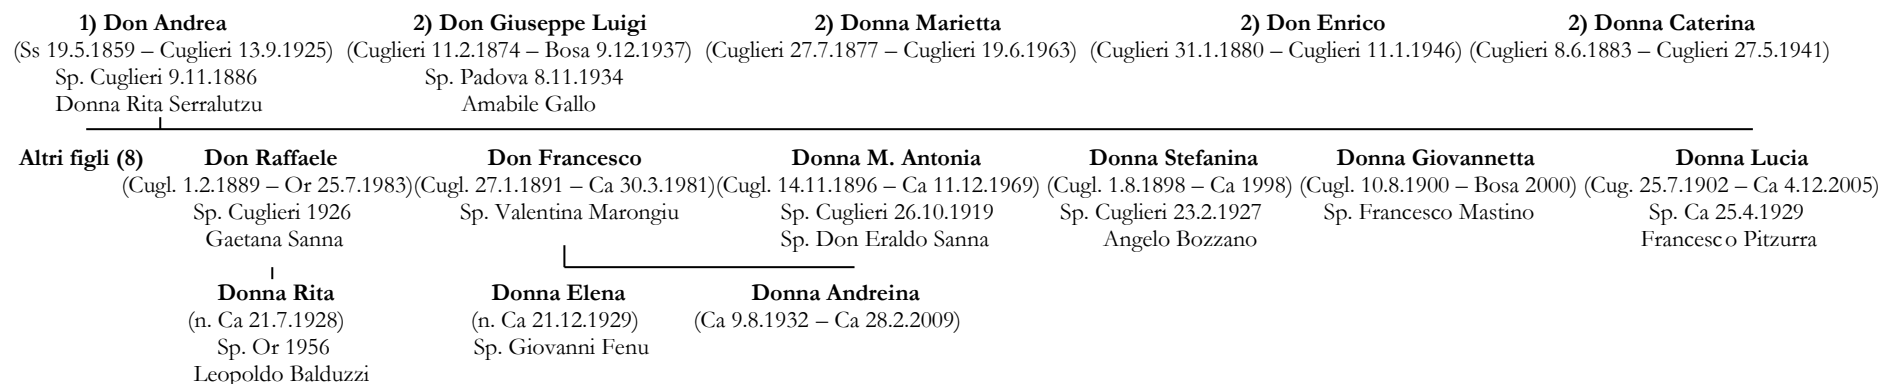 1) Don Andrea 2) Don Giuseppe Luigi 2) Donna Marietta 2) Don Enrico 2) Donna Caterina
(Ss 19.5.1859 – Cuglieri 13.9.1925) (Cuglieri 11.2.1874 – Bosa 9.12.1937) (Cuglieri 27.7.1877 – Cuglieri 19.6.1963) (Cuglieri 31.1.1880 – Cuglieri 11.1.1946) (Cuglieri 8.6.1883 – Cuglieri 27.5.1941)
Sp. Cuglieri 9.11.1886 Sp. Padova 8.11.1934
Donna Rita Serralutzu Amabile Gallo
Altri figli (8) Don Raffaele Don Francesco Donna M. Antonia Donna Stefanina Donna Giovannetta Donna Lucia
(Cugl. 1.2.1889 – Or 25.7.1983) (Cugl. 27.1.1891 – Ca 30.3.1981) (Cugl. 14.11.1896 – Ca 11.12.1969) (Cugl. 1.8.1898 – Ca 1998) (Cugl. 10.8.1900 – Bosa 2000) (Cug. 25.7.1902 – Ca 4.12.2005)
Sp. Cuglieri 1926 Sp. Valentina Marongiu Sp. Cuglieri 26.10.1919 Sp. Cuglieri 23.2.1927 Sp. Francesco Mastino Sp. Ca 25.4.1929
Gaetana Sanna Sp. Don Eraldo Sanna Angelo Bozzano Francesco Pitzurra
Donna Rita Donna Elena Donna Andreina
(n. Ca 21.7.1928) (n. Ca 21.12.1929) (Ca 9.8.1932 – Ca 28.2.2009)
Sp. Or 1956 Sp. Giovanni Fenu
Leopoldo Balduzzi